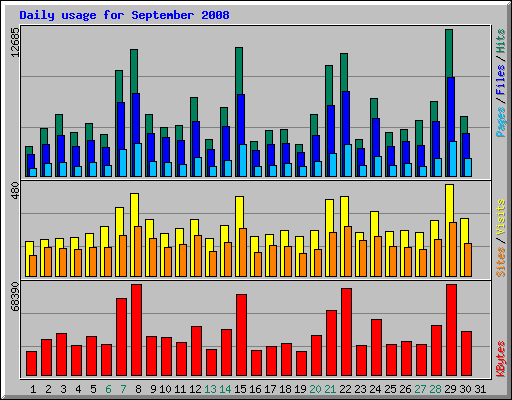 Daily usage for September 2008
12685
Pages / Files / Hits
480
Sites / Visits
68390
KBytes
1 2 3 4 5 6 7 8 9 10 11 12 13 14 15 16 17 18 19 20 21 22 23 24 25 26 27 28 29 30 31